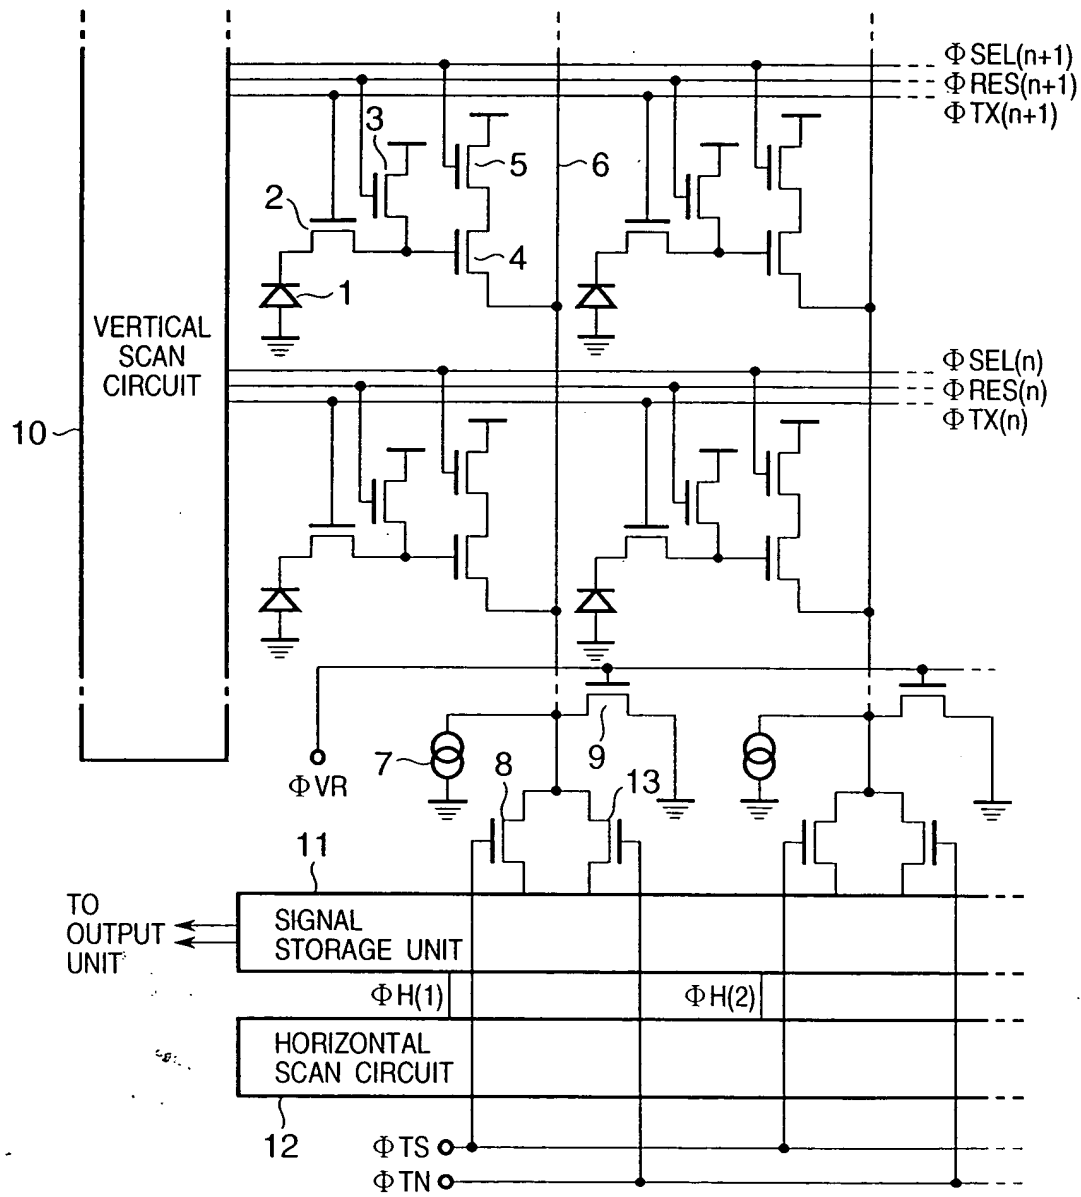 ΦSEL(n+1)
ΦRES(n+1)
ΦTX(n+1)
3
5
6
2
4
1
VERTICAL
SCAN
CIRCUIT
ΦSEL(n)
ΦRES(n)
ΦTX(n)
10
7
9
ΦVR
8
13
11
TO
OUTPUT
UNIT
SIGNAL
STORAGE UNIT
ΦH(1)
ΦH(2)
HORIZONTAL
SCAN CIRCUIT
12
ΦTS
ΦTN